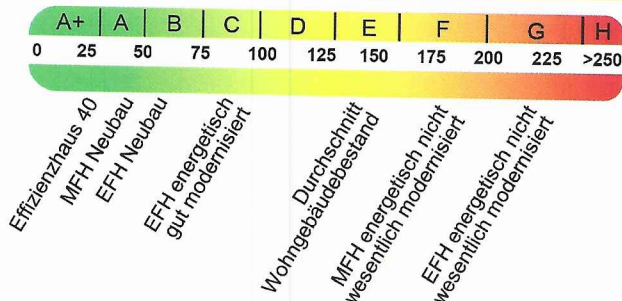 A+ A B C D E F G H
0 25 50 75 100 125 150 175 200 225 >250
Effizienzhaus 40
MFH Neubau
EFH Neubau
EFH energetisch
gut modernisiert
Durchschnitt
Wohngebäudebestand
MFH energetisch nicht
wesentlich modernisiert
EFH energetisch nicht
wesentlich modernisiert